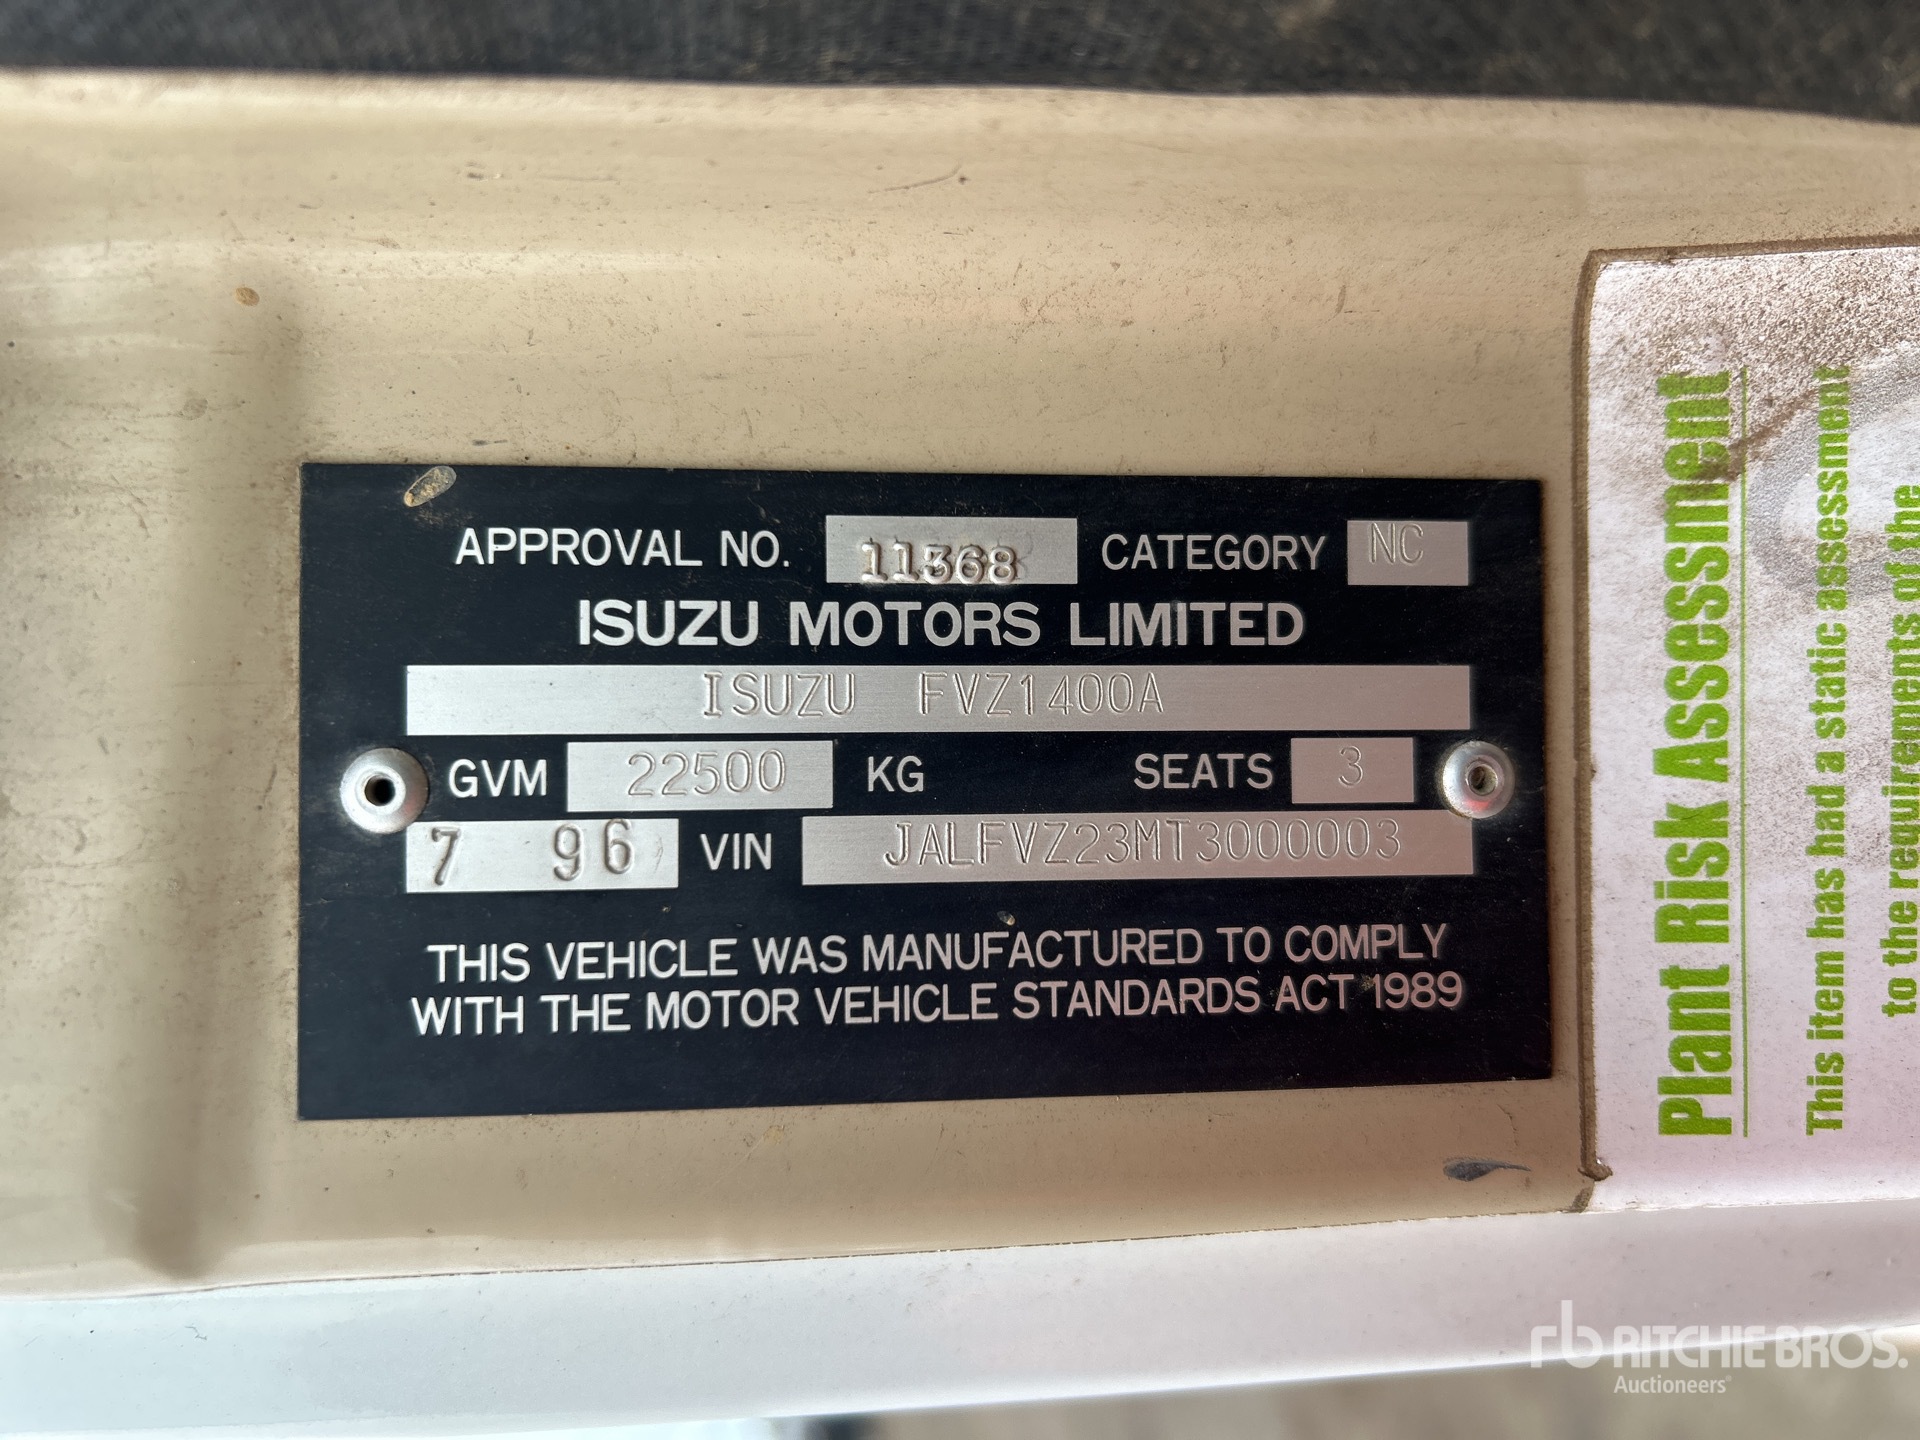 APPROVAL NO. 11368 CATEGORY NC
ISUZU MOTORS LIMITED
ISUZU FVZ1400A
GVM 22500 KG SEATS 3
7 96 VIN JALFVZ23MT3000003
THIS VEHICLE WAS MANUFACTURED TO COMPLY
WITH THE MOTOR VEHICLE STANDARDS ACT 1989
Plant Risk Assessment
This item has had a static assessment
to the requirements of the
rb RITCHIE BROS.
Auctioneers